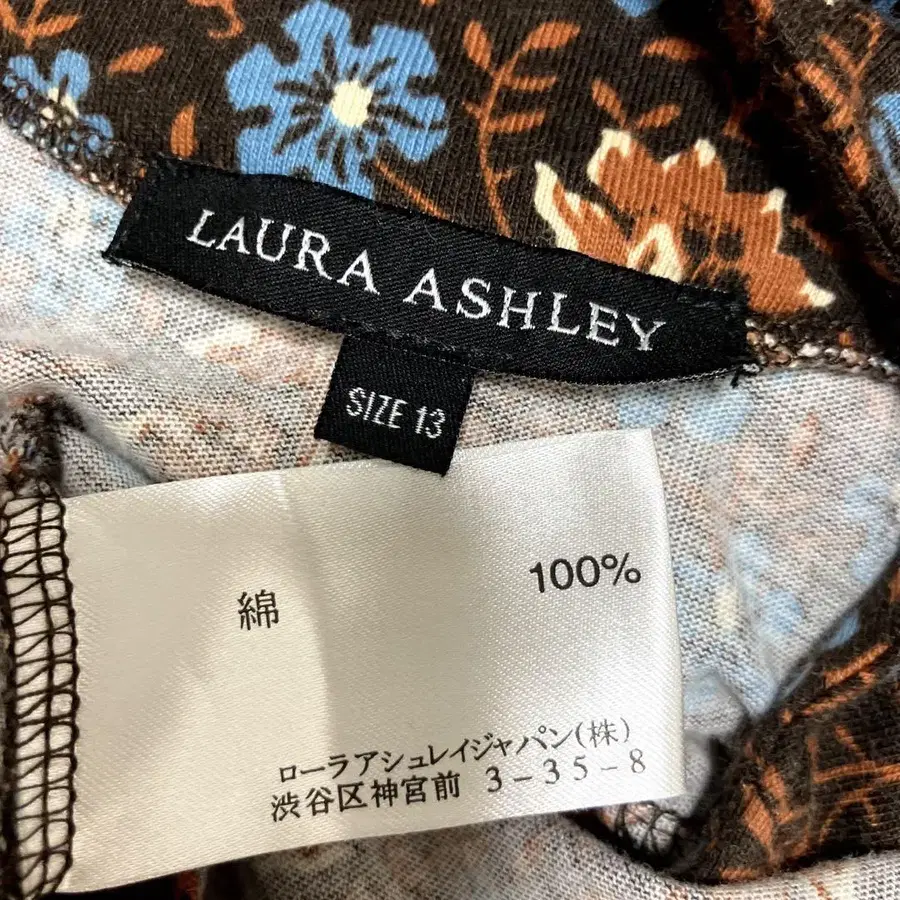 LAURA ASHLEY
SIZE 13
綿 100%
ローラアシュレイジャパン(株)
渋谷区神宮前 3-35-8